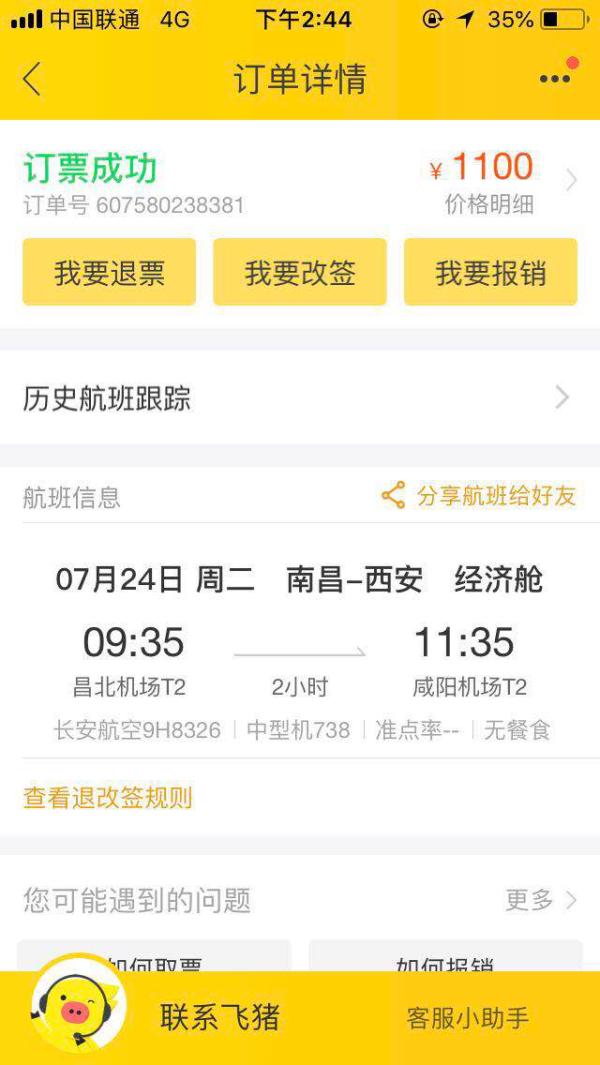 中国联通 4G 下午2:44 35%
订单详情
订票成功 ¥ 1100
订单号 607580238381 价格明细
我要退票 我要改签 我要报销
历史航班跟踪
航班信息 分享航班给好友
07月24日 周二 南昌-西安 经济舱
09:35 11:35
昌北机场T2 2小时 咸阳机场T2
长安航空9H8326 中型机738 准点率-- 无餐食
查看退改签规则
您可能遇到的问题 更多
如何取票 如何报销
联系飞猪 客服小助手